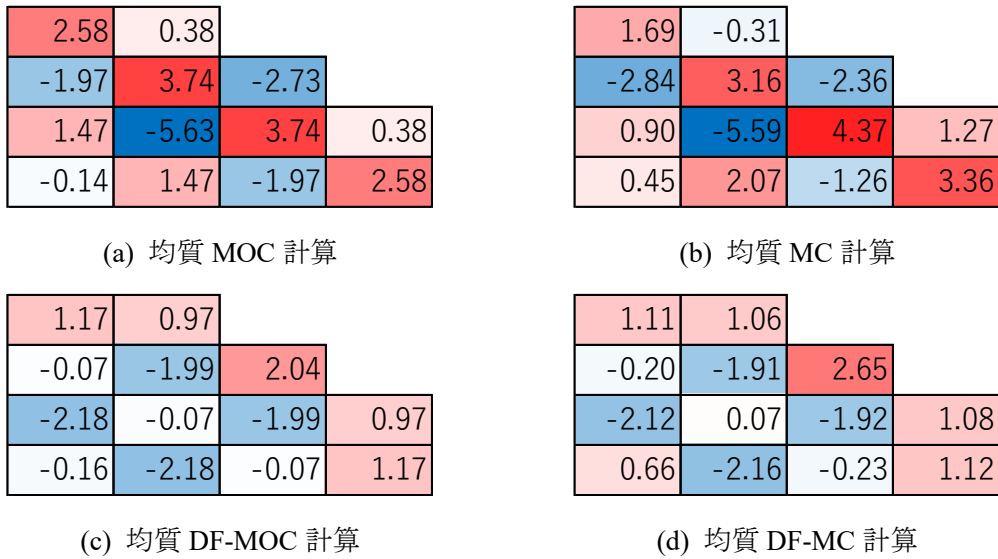 2.58 0.38
-1.97 3.74 -2.73
1.47 -5.63 3.74 0.38
-0.14 1.47 -1.97 2.58
(a) 均質 MOC 計算
1.69 -0.31
-2.84 3.16 -2.36
0.90 -5.59 4.37 1.27
0.45 2.07 -1.26 3.36
(b) 均質 MC 計算
1.17 0.97
-0.07 -1.99 2.04
-2.18 -0.07 -1.99 0.97
-0.16 -2.18 -0.07 1.17
(c) 均質 DF-MOC 計算
1.11 1.06
-0.20 -1.91 2.65
-2.12 0.07 -1.92 1.08
0.66 -2.16 -0.23 1.12
(d) 均質 DF-MC 計算